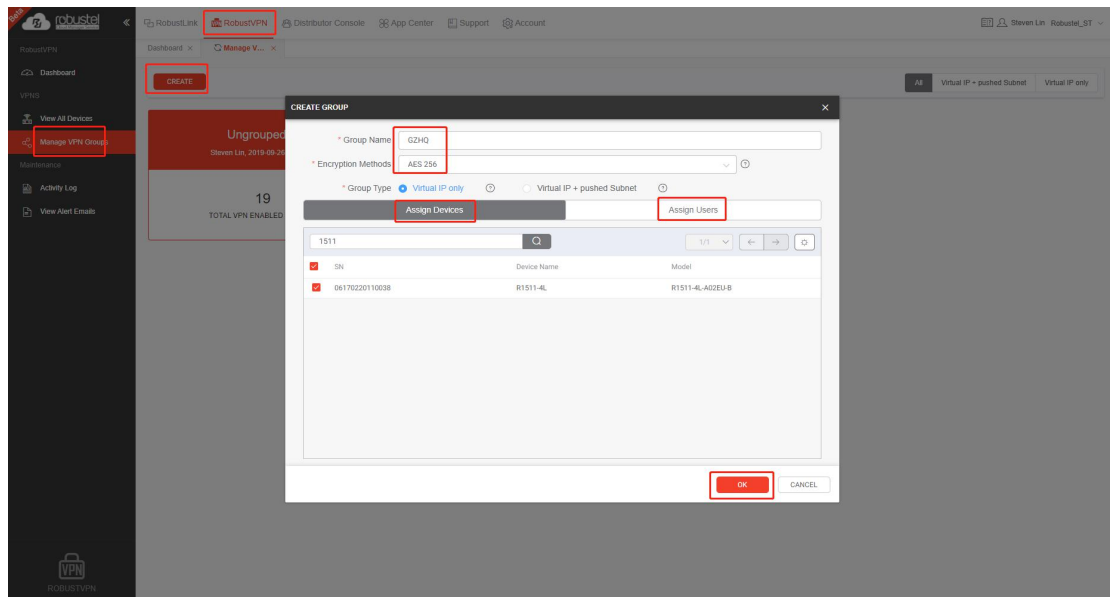 Beta
robustel
RobustLink RobustVPN Distributor Console App Center Support Account Steven Lin Robustel_ST
RobustVPN Dashboard × Manage V... ×
Dashboard
CREATE All Virtual IP + pushed Subnet Virtual IP only
VPNS
View All Devices
CREATE GROUP ×
Manage VPN Groups
Ungrouped
* Group Name GZHQ
Steven Lin, 2019-09-26
Maintenance
* Encryption Methods AES 256
Activity Log
* Group Type Virtual IP only Virtual IP + pushed Subnet
19
View Alert Emails
TOTAL VPN ENABLED
Assign Devices Assign Users
1511 1/1
SN Device Name Model
06170220110038 R1511-4L R1511-4L-A02EU-B
OK CANCEL
VPN
ROBUSTVPN